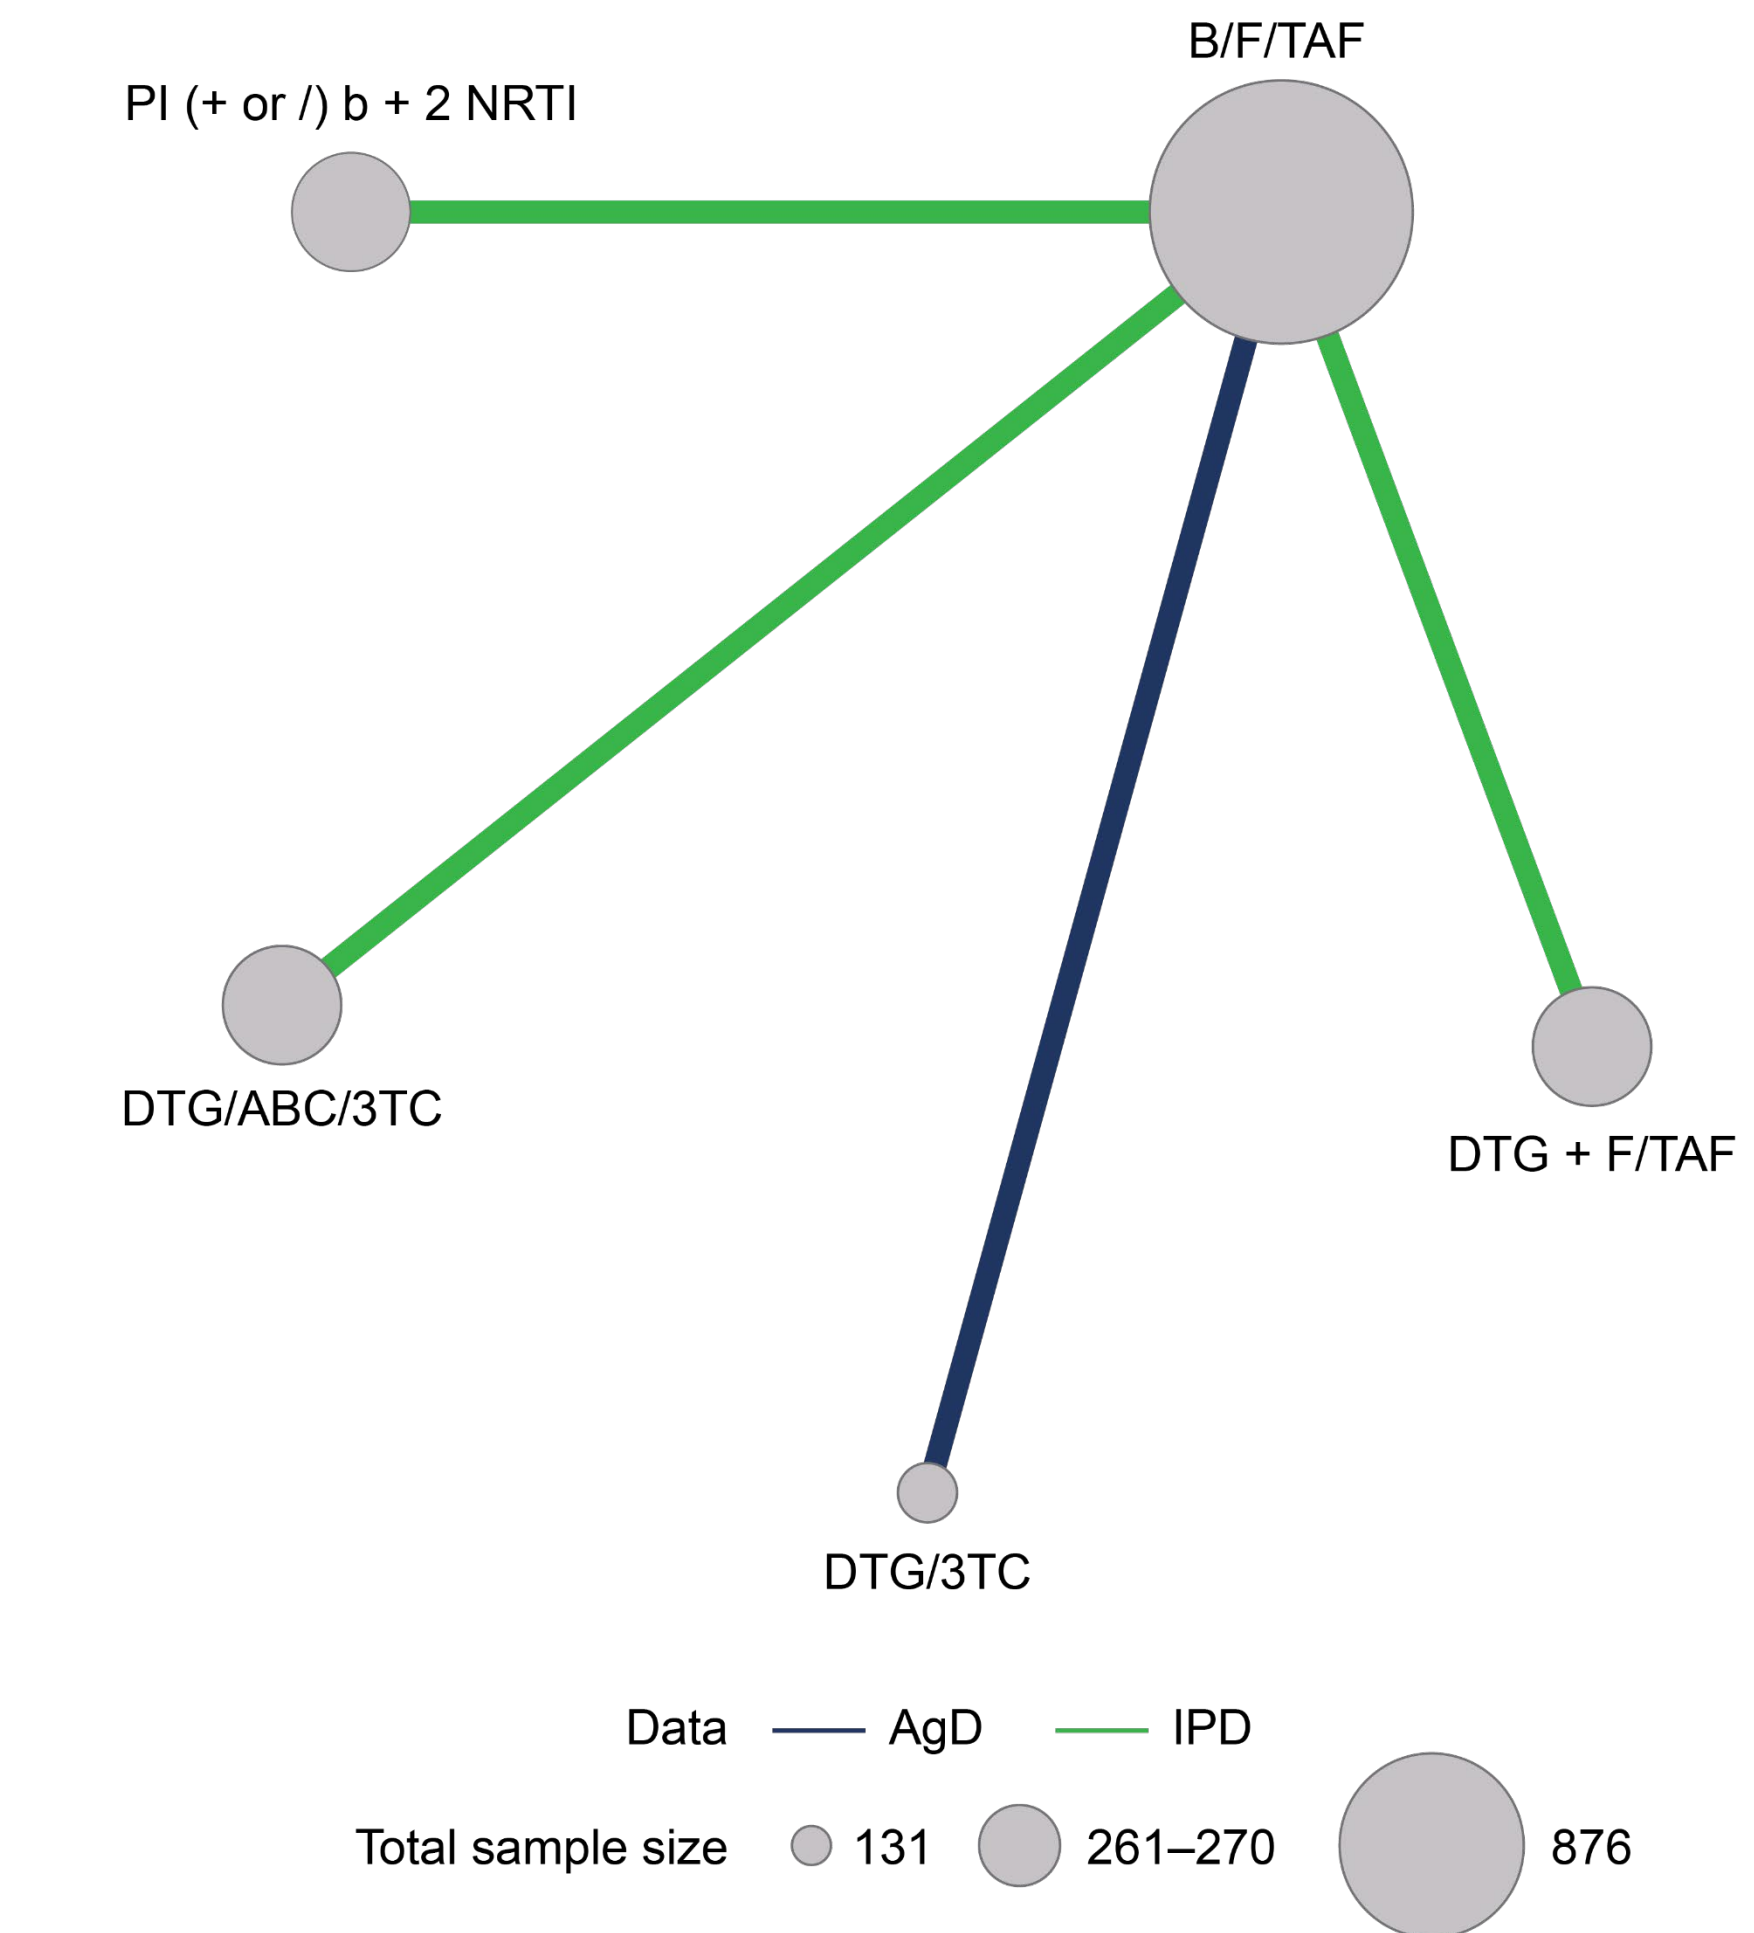 B/F/TAF
PI (+ or /) b + 2 NRTI
DTG/ABC/3TC
DTG + F/TAF
DTG/3TC
Data AgD IPD
Total sample size 131 261–270 876